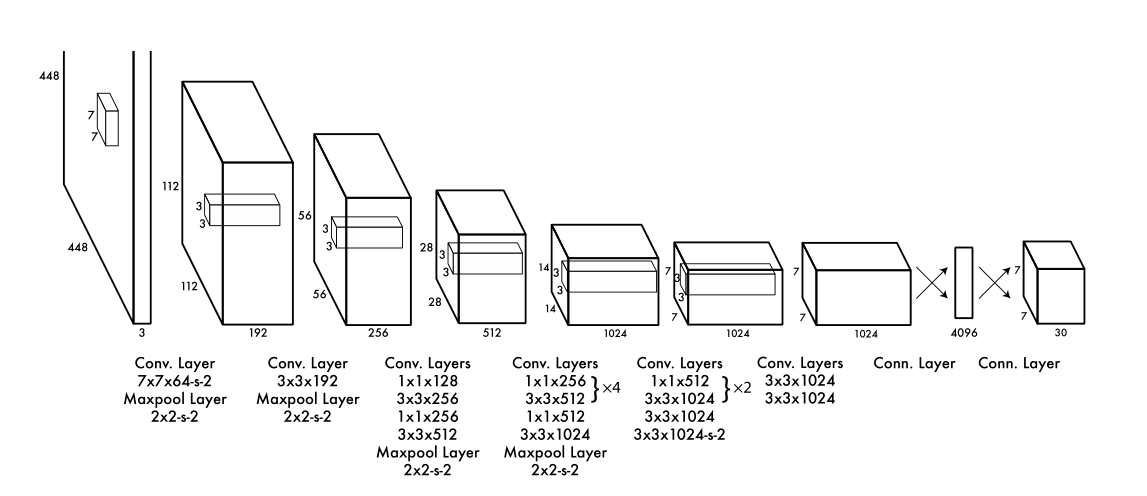 448
7
7
448
3
112
3
3
112
192
56
3
3
56
256
28
3
3
28
512
14
3
3
14
1024
7
3
3
7
1024
7
7
1024
4096
7
7
30
Conv. Layer
7x7x64-s-2
Maxpool Layer
2x2-s-2
Conv. Layer
3x3x192
Maxpool Layer
2x2-s-2
Conv. Layers
1x1x128
3x3x256
1x1x256
3x3x512
Maxpool Layer
2x2-s-2
Conv. Layers
1x1x256
3x3x512
}×4
1x1x512
3x3x1024
Maxpool Layer
2x2-s-2
Conv. Layers
1x1x512
3x3x1024
}×2
3x3x1024
3x3x1024-s-2
Conv. Layers
3x3x1024
3x3x1024
Conn. Layer
Conn. Layer